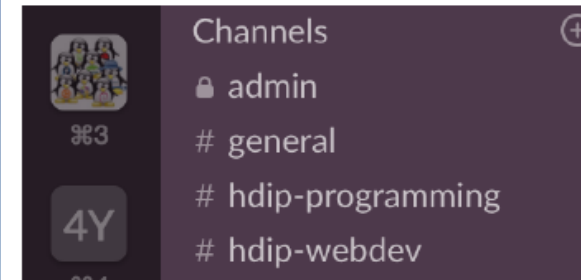 Channels
admin
# general
# hdip-programming
# hdip-webdev
⌘3
4Y